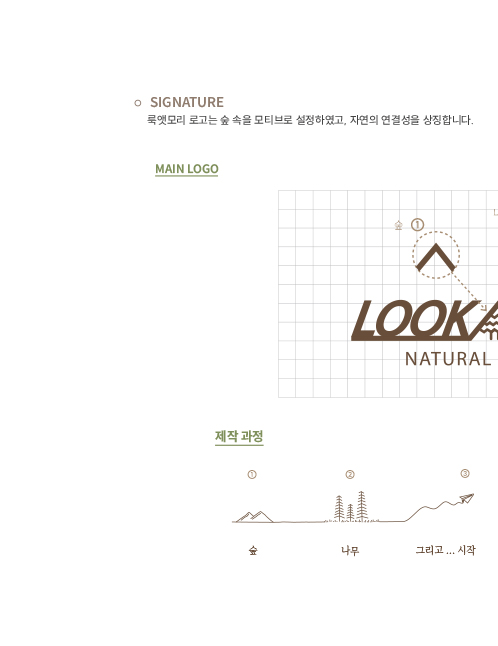 SIGNATURE
룩앳모리 로고는 숲 속을 모티브로 설정하였고, 자연의 연결성을 상징합니다.
MAIN LOGO
숲 ①
LOOK
NATURAL
제작 과정
① ② ③
숲 나무 그리고 ... 시작